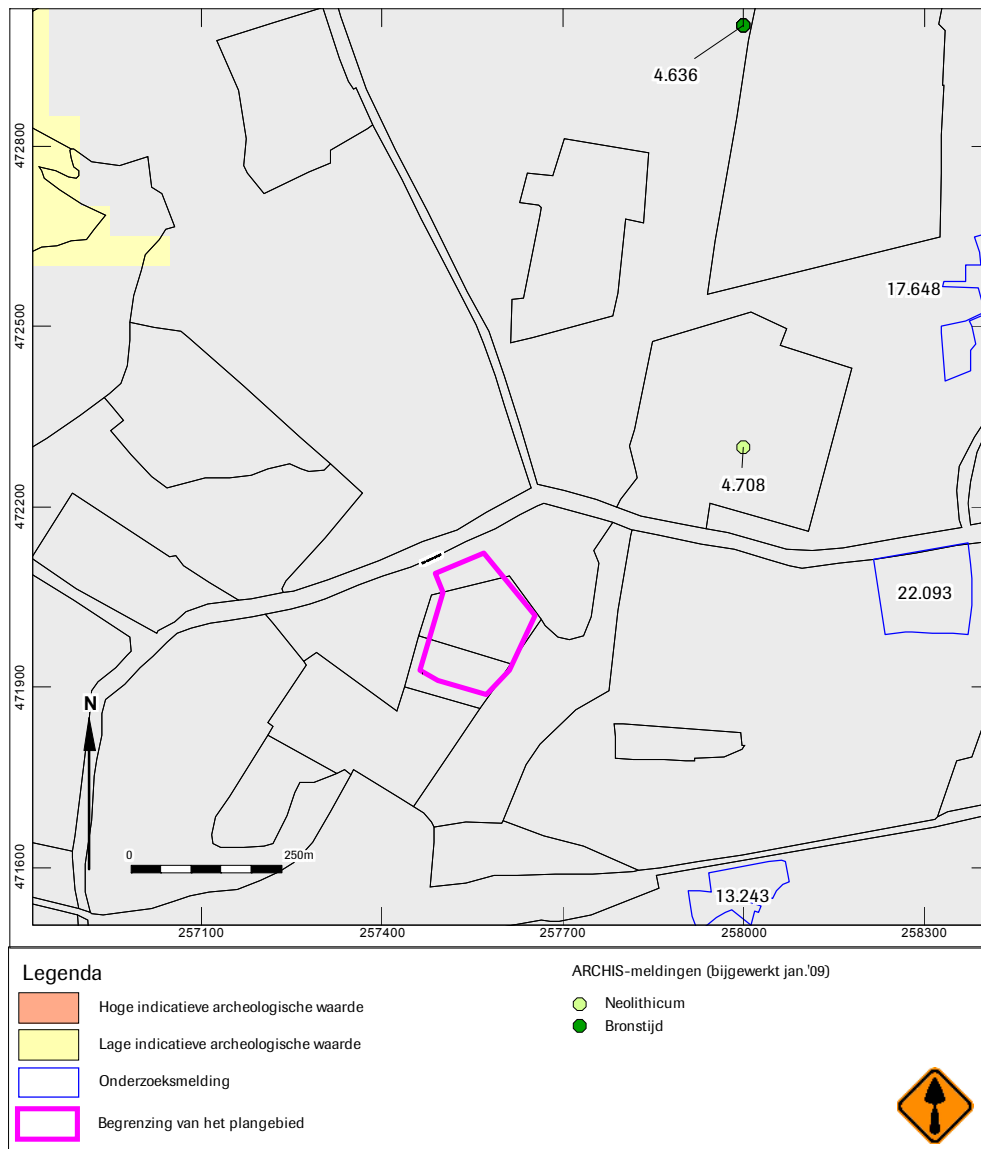 4.636
472800
17.648
472500
4.708
472200
22.093
471900
N
0 250m
471600
13.243
257100 257400 257700 258000 258300
Legenda
Hoge indicatieve archeologische waarde
Lage indicatieve archeologische waarde
Onderzoeksmelding
Begrenzing van het plangebied
ARCHIS-meldingen (bijgewerkt jan.'09)
Neolithicum
Bronstijd